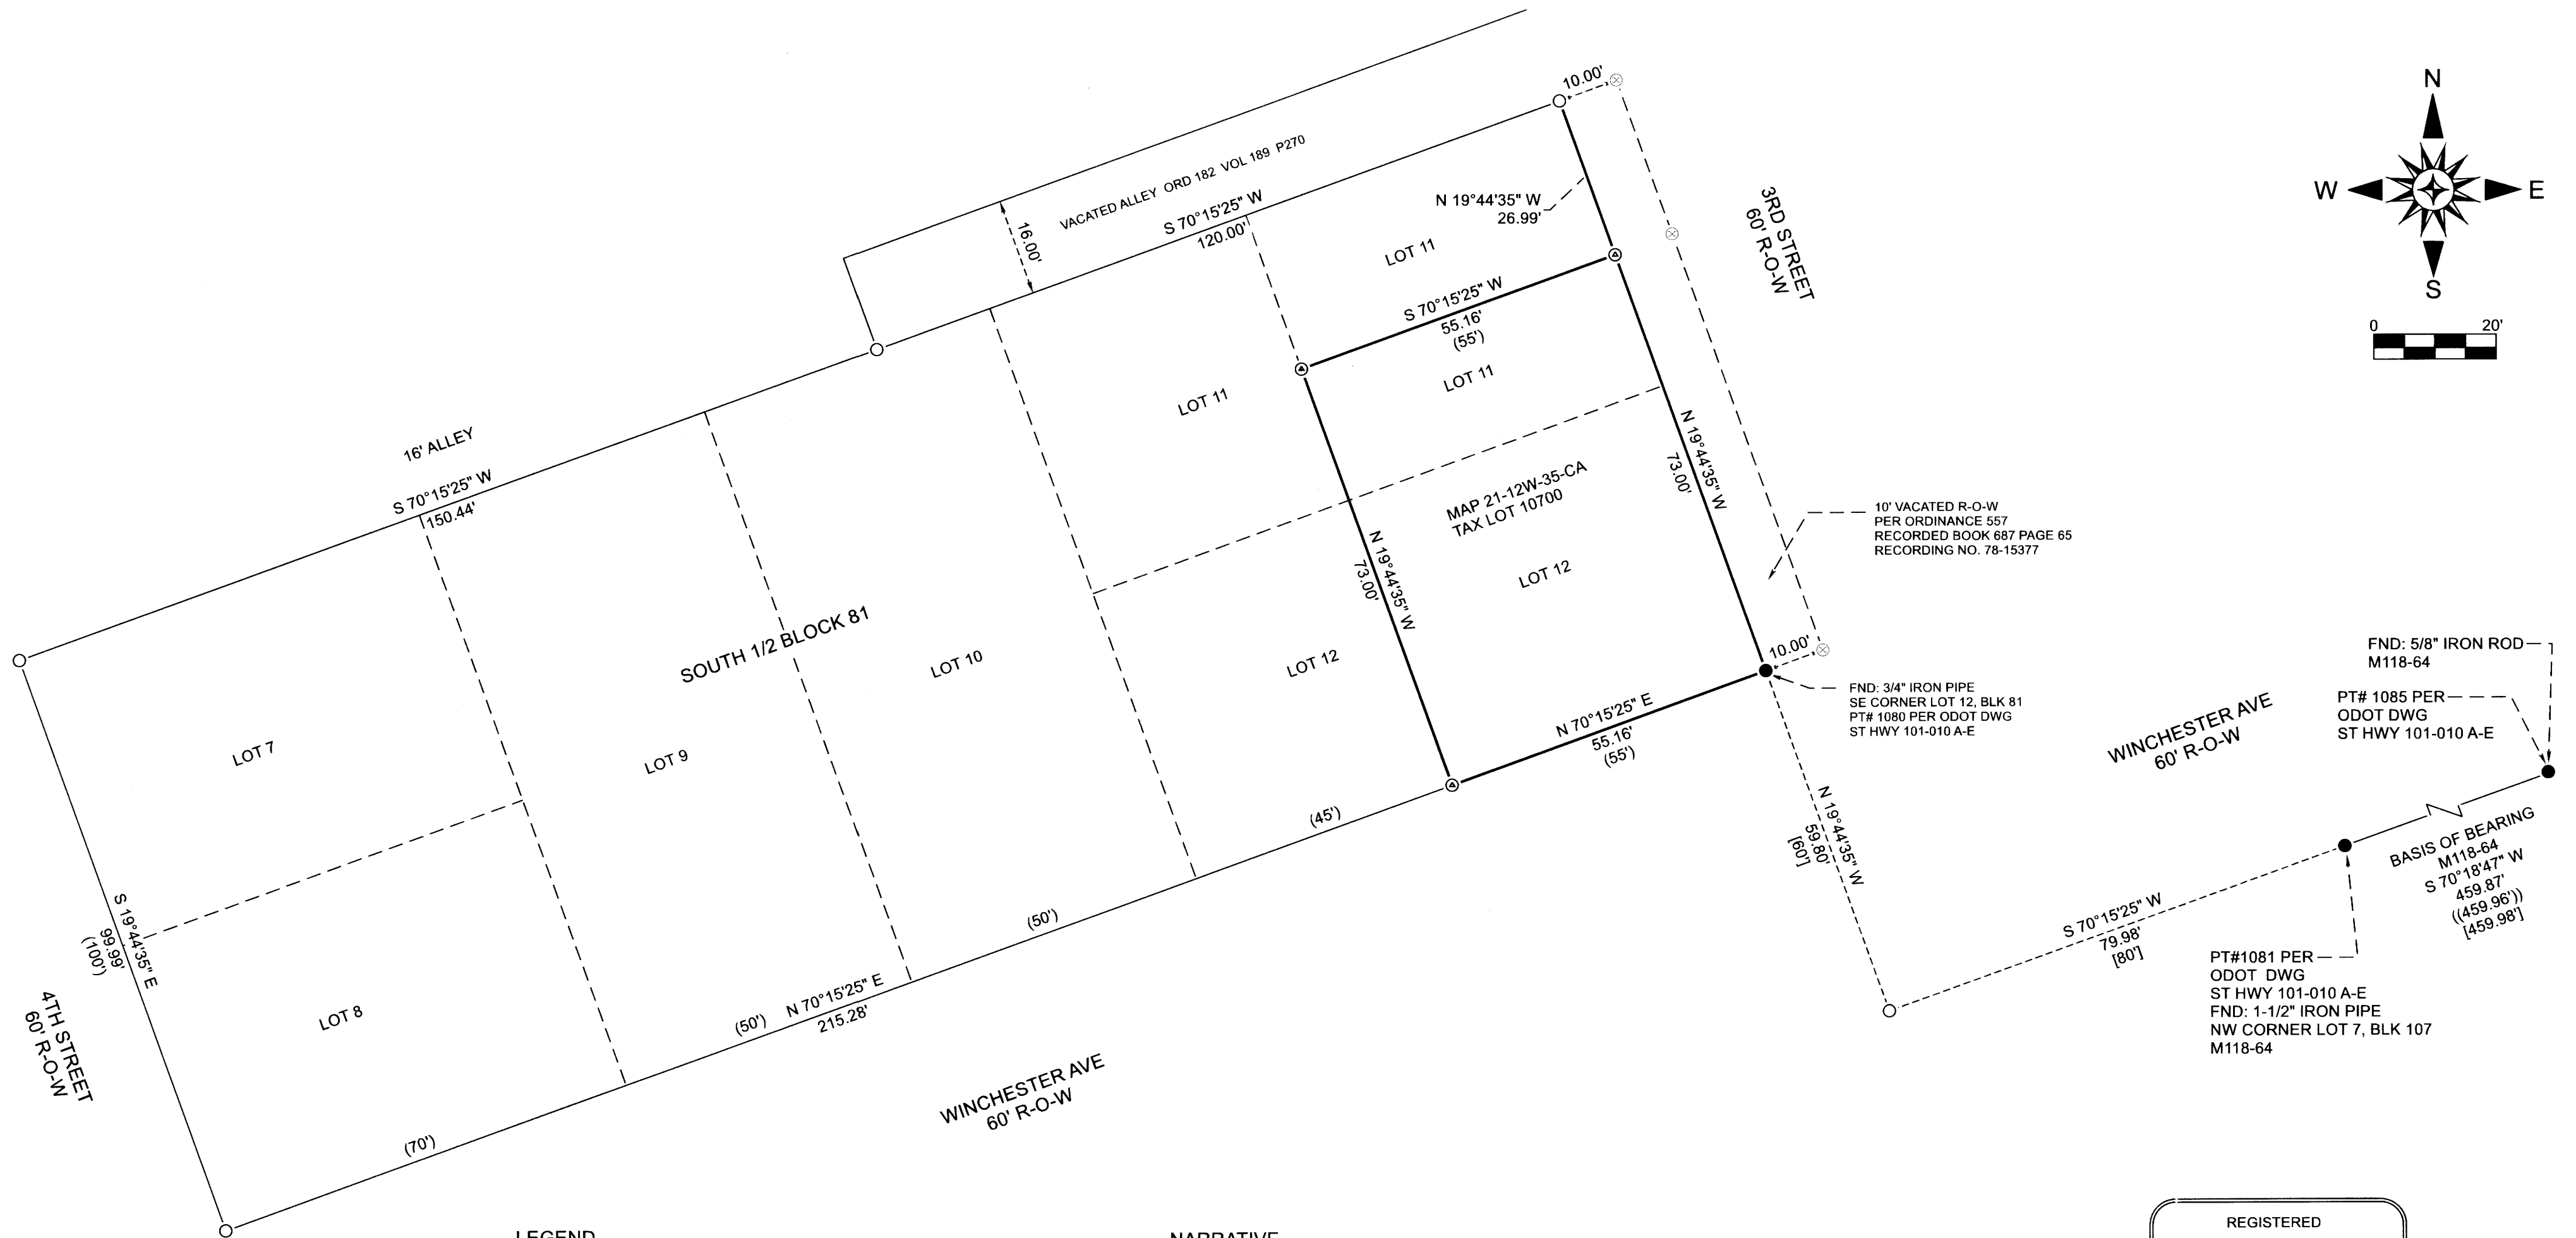 10.00'
N
W
E
S
0 20'
VACATED ALLEY ORD 182 VOL 189 P270
S 70°15'25" W
120.00'
16.00'
N 19°44'35" W
26.99'
3RD STREET
60' R-O-W
LOT 11
S 70°15'25" W
55.16'
(55')
LOT 11
LOT 11
16' ALLEY
S 70°15'25" W
150.44'
MAP 21-12W-35-CA
TAX LOT 10700
N 19°44'35" W
73.00'
N 19°44'35" W
73.00'
LOT 12
10' VACATED R-O-W
PER ORDINANCE 557
RECORDED BOOK 687 PAGE 65
RECORDING NO. 78-15377
SOUTH 1/2 BLOCK 81
LOT 10
LOT 12
LOT 7
LOT 9
10.00'
FND: 3/4" IRON PIPE
SE CORNER LOT 12, BLK 81
PT# 1080 PER ODOT DWG
ST HWY 101-010 A-E
FND: 5/8" IRON ROD
M118-64
PT# 1085 PER
ODOT DWG
ST HWY 101-010 A-E
WINCHESTER AVE
60' R-O-W
N 70°15'25" E
55.16'
(55')
N 19°44'35" W
59.80'
[60']
BASIS OF BEARING
M118-64
S 70°18'47" W
459.87'
((459.96'))
[459.98']
S 70°15'25" W
79.98'
[80']
PT#1081 PER
ODOT DWG
ST HWY 101-010 A-E
FND: 1-1/2" IRON PIPE
NW CORNER LOT 7, BLK 107
M118-64
(45')
(50')
S 19°44'35" E
99.99'
(100')
4TH STREET
60' R-O-W
LOT 8
(50') N 70°15'25" E
215.28'
(70')
WINCHESTER AVE
60' R-O-W
LEGEND
NARRATIVE
REGISTERED